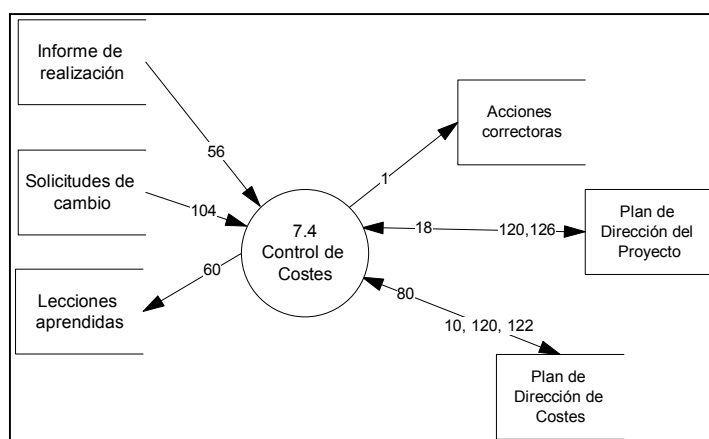 Informe de
realización
56
Solicitudes de
cambio
104
Lecciones
aprendidas
60
7.4
Control de
Costes
1
Acciones
correctoras
18
120,126
Plan de
Dirección del
Proyecto
80
10, 120, 122
Plan de
Dirección de
Costes